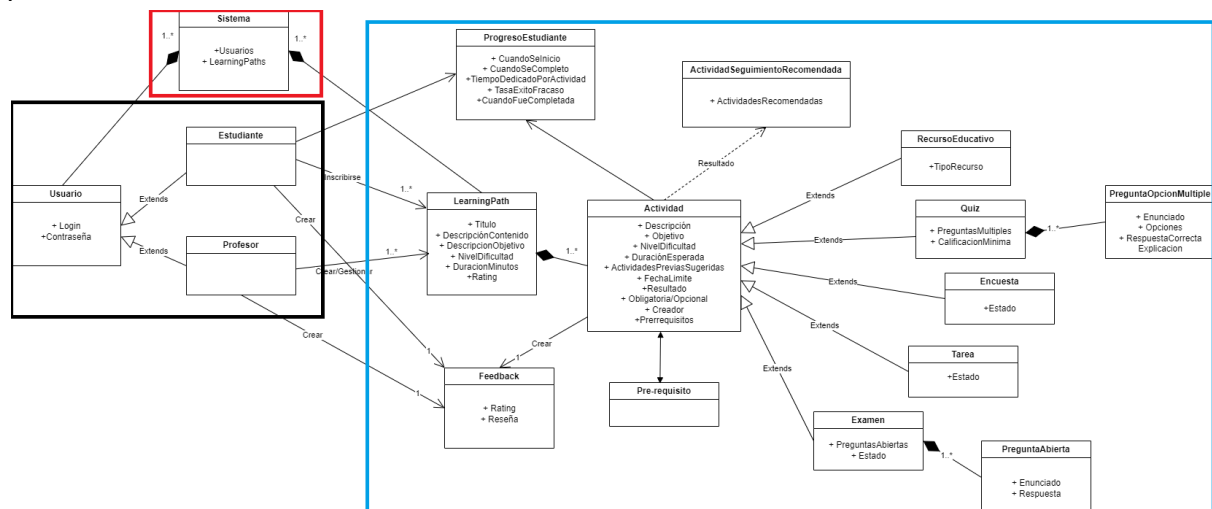 Sistema
+Usuarios
+ LearningPaths
1..*
1..*
ProgresoEstudiante
+ CuandoSeInicio
+ CuandoSeCompleto
+TiempoDedicadoPorActividad
+ TasaExitoFracaso
+CuandoFueCompletada
ActividadSeguimientoRecomendada
+ ActividadesRecomendadas
Resultado
Estudiante
Extends
Inscribirse
1..*
Crear
Usuario
+ Login
+Contraseña
Extends
Profesor
Crear/Gestionar
1..*
Crear
LearningPath
+ Titulo
+ DescripciónContenido
+ DescripcionObjetivo
+ NivelDificultad
+ DuracionMinutos
+Rating
1..*
Actividad
+ Descripción
+ Objetivo
+ NivelDificultad
+ DuraciónEsperada
+ ActividadesPreviasSugeridas
+ FechaLimite
+Resultado
+ Obligatoria/Opcional
+ Creador
+Prerrequisitos
Crear
1
1
1
Feedback
+ Rating
+ Reseña
Pre-requisito
RecursoEducativo
+TipoRecurso
Extends
Quiz
+ PreguntasMultiples
+ CalificacionMinima
Extends
1..*
PreguntaOpcionMultiple
+ Enunciado
+ Opciones
+ RespuestaCorrecta
Explicacion
Encuesta
+Estado
Extends
Tarea
+Estado
Extends
Examen
+ PreguntasAbiertas
+ Estado
Extends
1..*
PreguntaAbierta
+ Enunciado
+ Respuesta